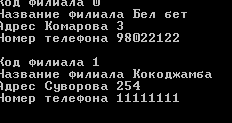 Код филиала 0
Название филиала Бел бет
Адрес Комарова 3
Номер телефона 98022122
Код филиала 1
Название филиала Кокоджамба
Адрес Суворова 254
Номер телефона 11111111